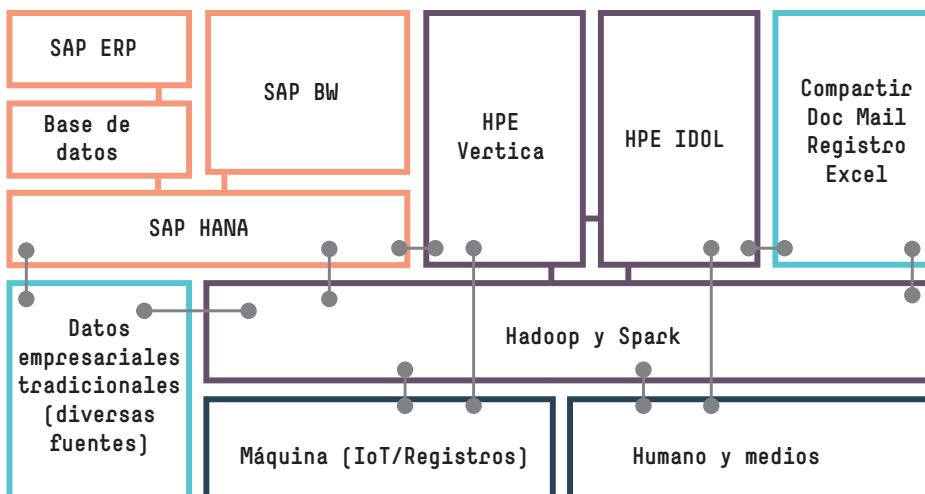 SAP ERP
Base de
datos
SAP BW
SAP HANA
HPE
Vertica
HPE IDOL
Compartir
Doc Mail
Registro
Excel
Datos
empresariales
tradicionales
(diversas
fuentes)
Hadoop y Spark
Máquina (IoT/Registros)
Humano y medios